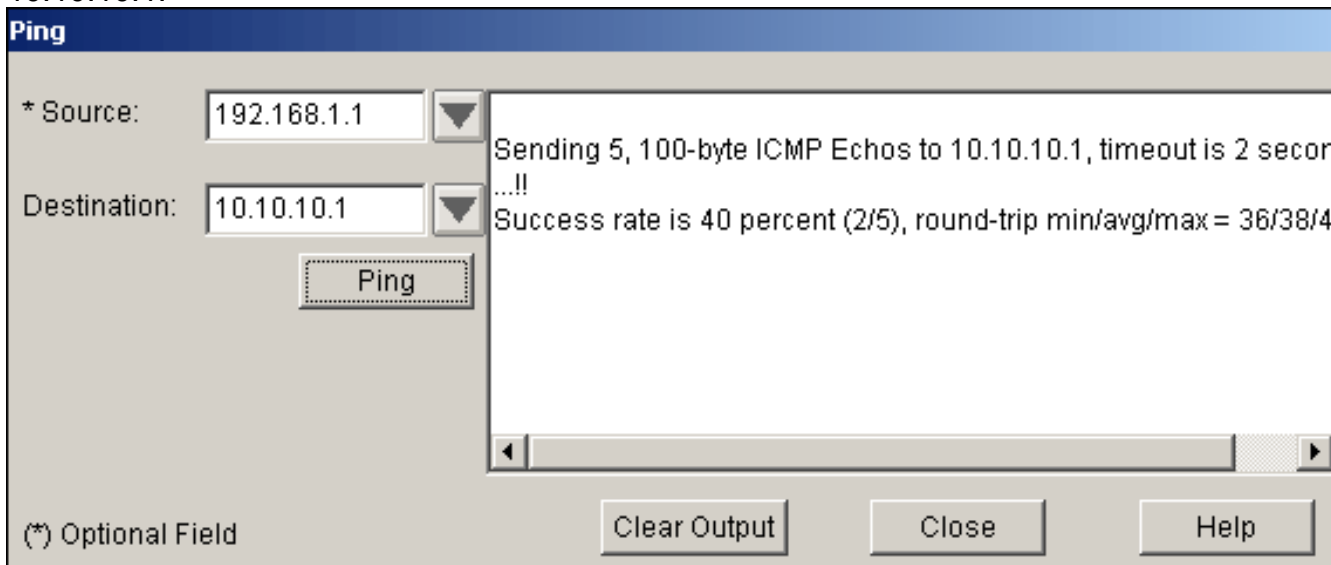 Ping
* Source:
192.168.1.1
Sending 5, 100-byte ICMP Echos to 10.10.10.1, timeout is 2 secon
...!!
Success rate is 40 percent (2/5), round-trip min/avg/max = 36/38/4
Destination:
10.10.10.1
Ping
(*) Optional Field
Clear Output
Close
Help